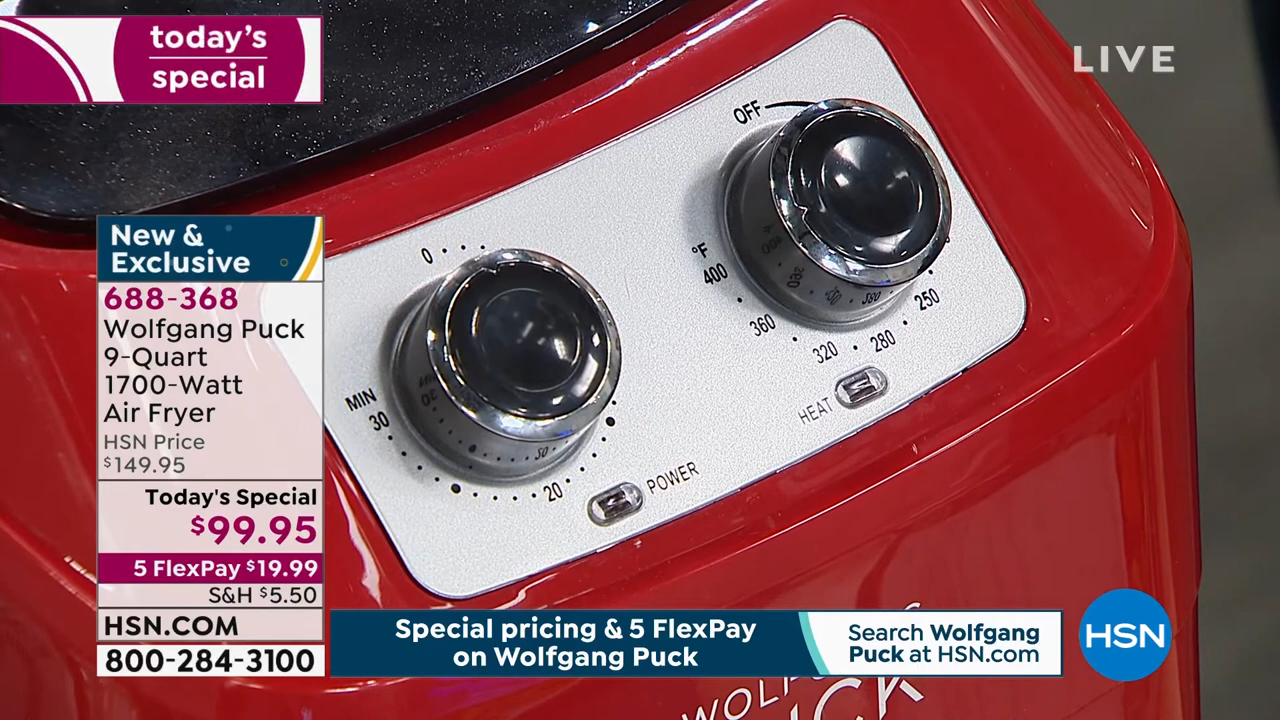 today's
special
LIVE
New &
Exclusive
688-368
Wolfgang Puck
9-Quart
1700-Watt
Air Fryer
HSN Price
$149.95
Today's Special
$99.95
5 FlexPay $19.99
S&H $5.50
HSN.COM
800-284-3100
OFF
°F
400
360
320
280
250
HEAT
0
MIN
30
20
POWER
Special pricing & 5 FlexPay
on Wolfgang Puck
Search Wolfgang
Puck at HSN.com
HSN